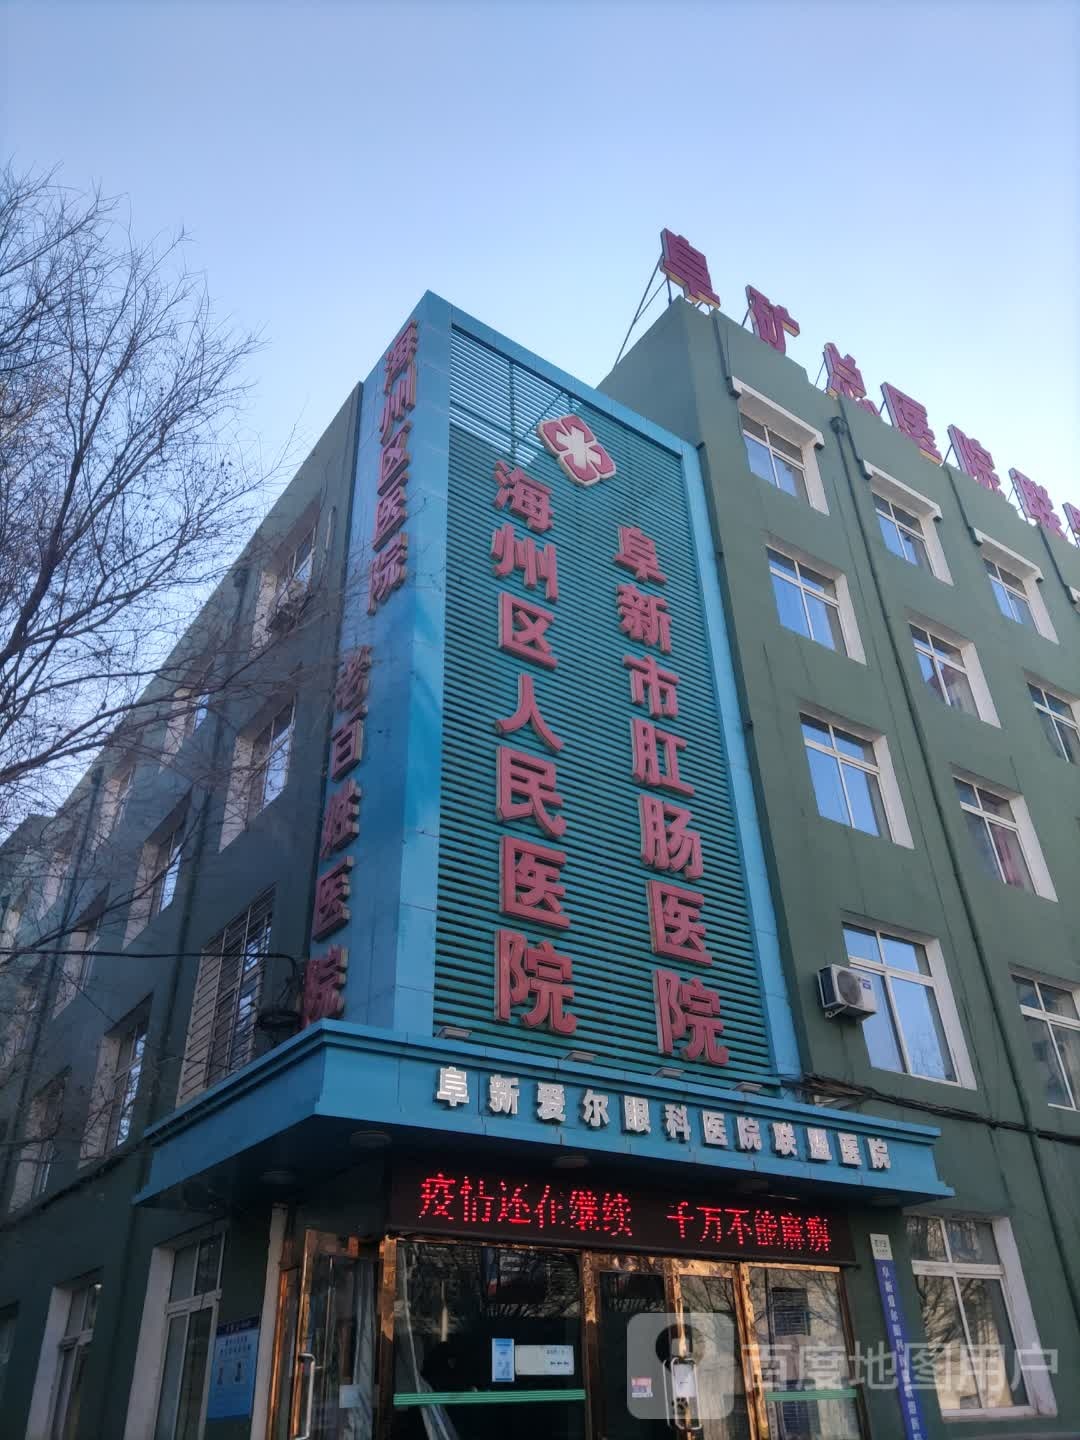 阜矿总医院联
海州区医院
老百姓医院
海州区人民医院
阜新市肛肠医院
阜新爱尔眼科医院联盟医院
疫情还在继续 千万不能麻痹
百度地图用户